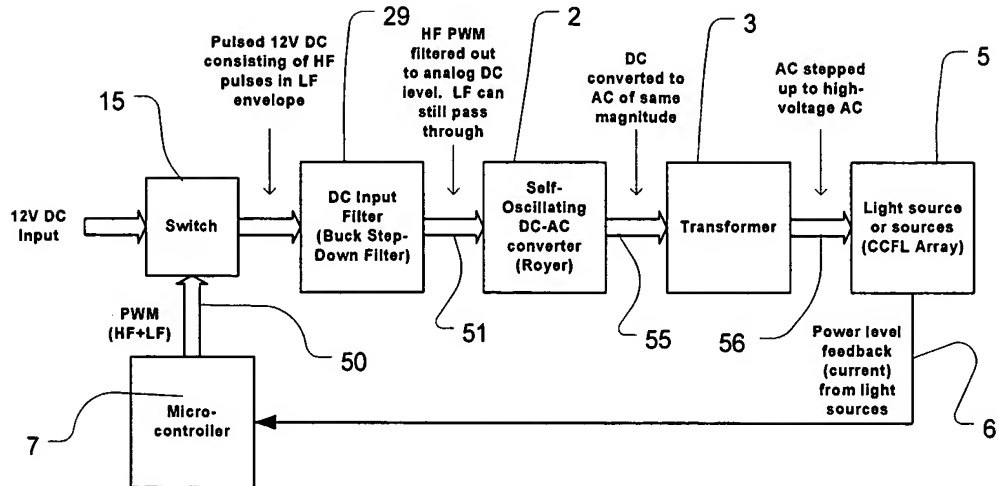 29
2
5
Pulsed 12V DC
consisting of HF
pulses in LF
envelope
HF PWM
filtered out
to analog DC
level. LF can
still pass
through
DC
converted to
AC of same
magnitude
3
AC stepped
up to high-
voltage AC
15
12V DC
Input
Switch
DC Input
Filter
(Buck Step-
Down Filter)
Self-
Oscillating
DC-AC
converter
(Royer)
Transformer
Light source
or sources
(CCFL Array)
PWM
(HF+LF)
50
51
55
56
Power level
feedback
(current)
from light
sources
6
7
Micro-
controller